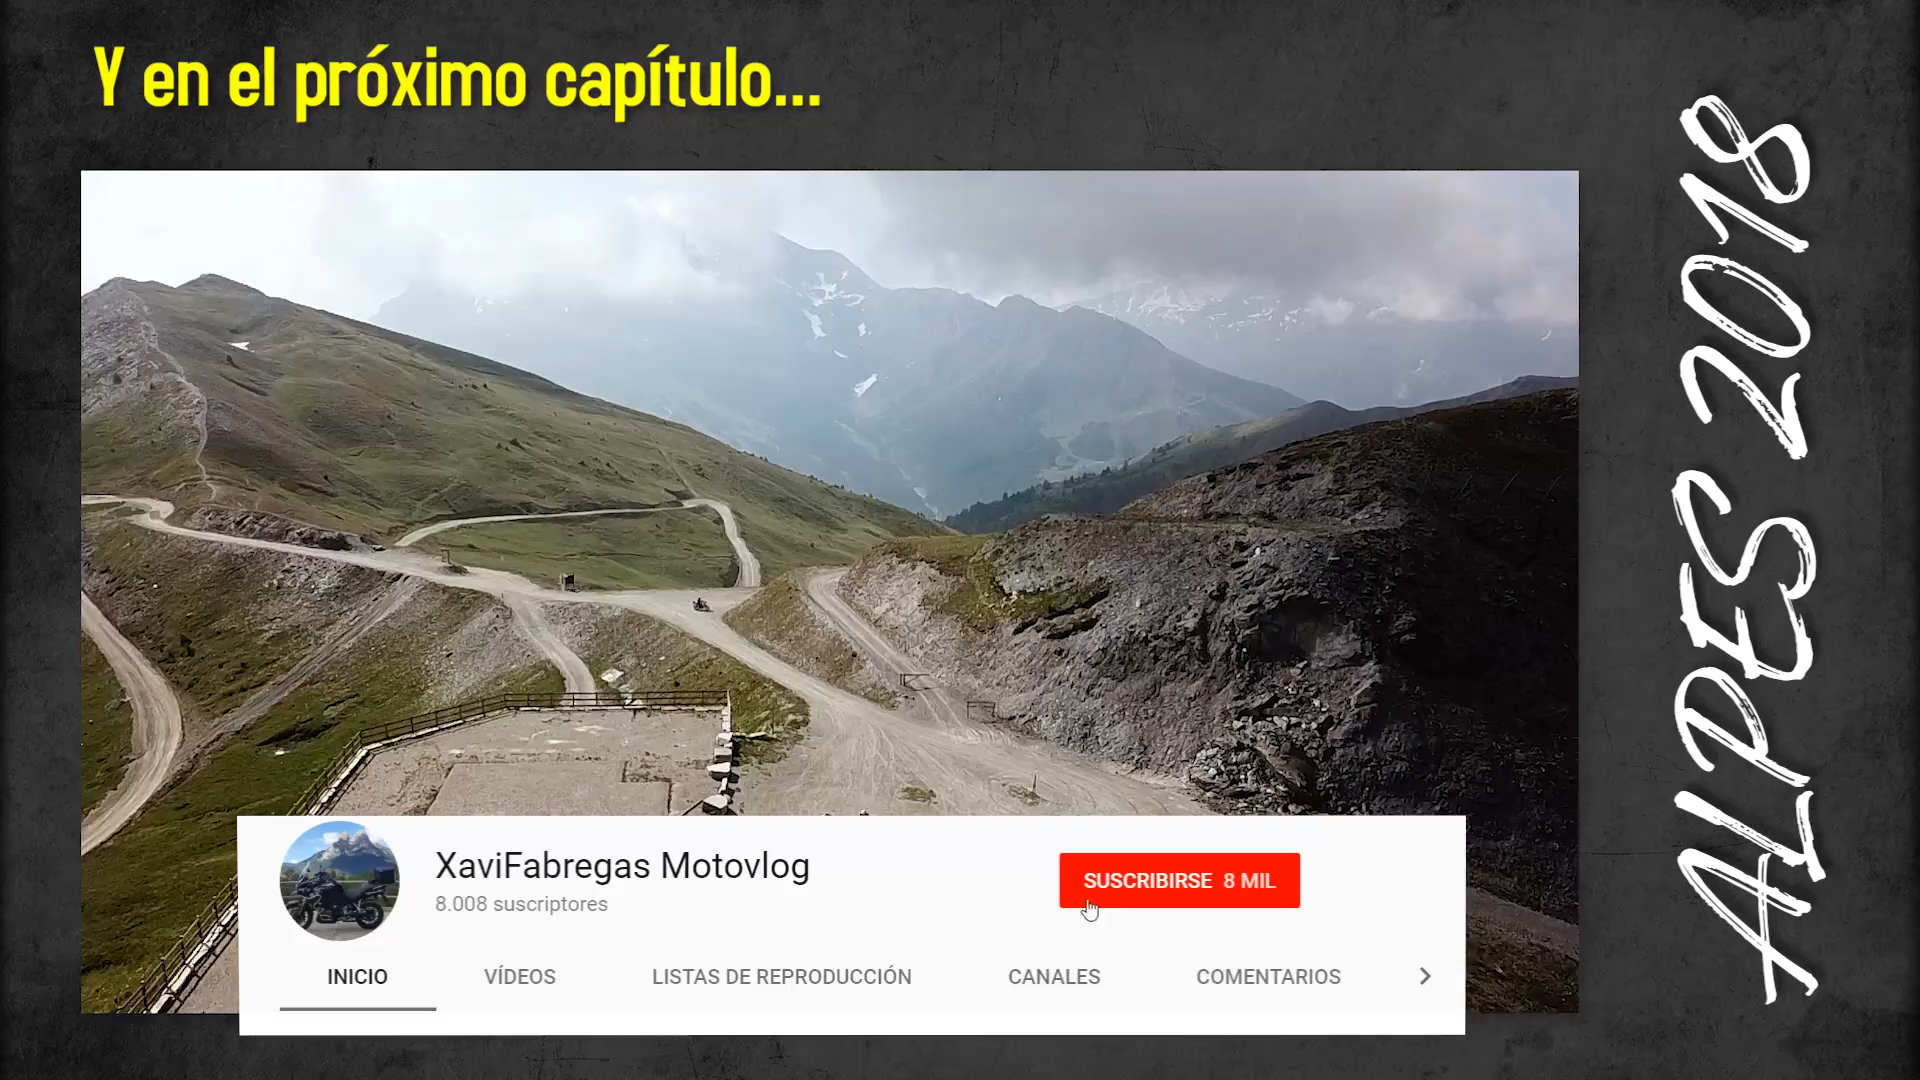 Y en el próximo capítulo...
ALPES 2018
XaviFabregas Motovlog
8.008 suscriptores
SUSCRIBIRSE 8 MIL
INICIO VÍDEOS LISTAS DE REPRODUCCIÓN CANALES COMENTARIOS